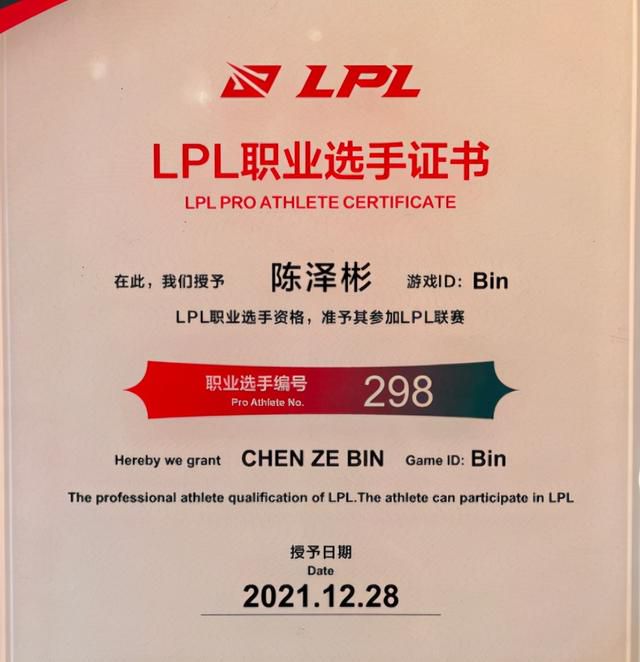 LPL
LPL职业选手证书
LPL PRO ATHLETE CERTIFICATE
在此，我们授予 陈泽彬 游戏ID：Bin
LPL职业选手资格，准予其参加LPL联赛
职业选手编号 298
Pro Athlete No.
Hereby we grant CHEN ZE BIN Game ID: Bin
The professional athlete qualification of LPL.The athlete can participate in LPL
授予日期
Date
2021.12.28